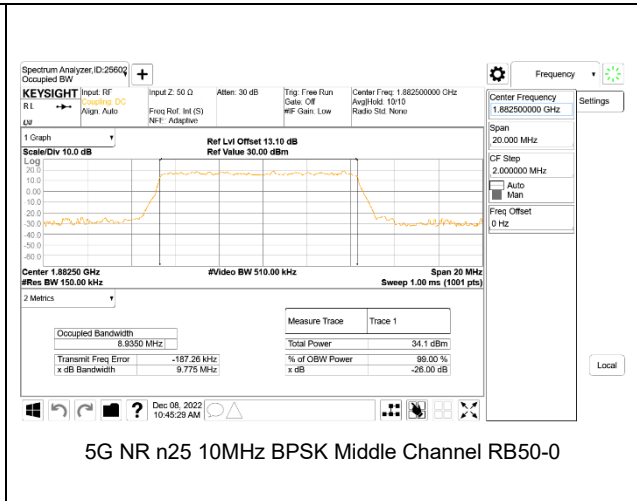 Spectrum Analyzer,ID:25602
Occupied BW
+
Frequency
KEYSIGHT
Input: RF
Coupling: DC
Align: Auto
Input Z: 50 Ω
Freq Ref: Int (S)
NFE: Adaptive
Atten: 30 dB
Trig: Free Run
Gate: Off
#IF Gain: Low
Center Freq: 1.882500000 GHz
Avg|Hold: 10/10
Radio Std: None
RL
Center Frequency
1.882500000 GHz
Settings
Span
20.000 MHz
CF Step
2.000000 MHz
Auto
Man
Freq Offset
0 Hz
1 Graph
Scale/Div 10.0 dB
Ref Lvl Offset 13.10 dB
Ref Value 30.00 dBm
Log
20.0
10.0
0.00
-10.0
-20.0
-30.0
-40.0
-50.0
-60.0
Center 1.88250 GHz
#Res BW 150.00 kHz
#Video BW 510.00 kHz
Span 20 MHz
Sweep 1.00 ms (1001 pts)
2 Metrics
Occupied Bandwidth
8.9350 MHz
Transmit Freq Error -187.26 kHz
x dB Bandwidth 9.775 MHz
Measure Trace Trace 1
Total Power 34.1 dBm
% of OBW Power 99.00 %
x dB -26.00 dB
Local
?
Dec 08, 2022
10:45:29 AM
5G NR n25 10MHz BPSK Middle Channel RB50-0